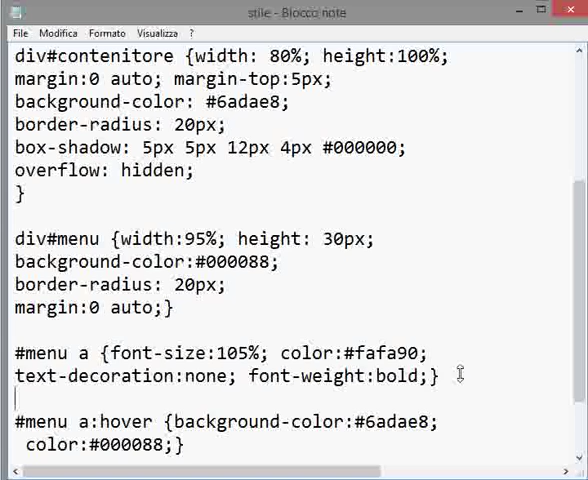 stile - Blocco note
File Modifica Formato Visualizza ?
div#contenitore {width: 80%; height:100%;
margin:0 auto; margin-top:5px;
background-color: #6adae8;
border-radius: 20px;
box-shadow: 5px 5px 12px 4px #000000;
overflow: hidden;
}
div#menu {width:95%; height: 30px;
background-color:#000088;
border-radius: 20px;
margin:0 auto;}
#menu a {font-size:105%; color:#fafa90;
text-decoration:none; font-weight:bold;}
#menu a:hover {background-color:#6adae8;
color:#000088;}